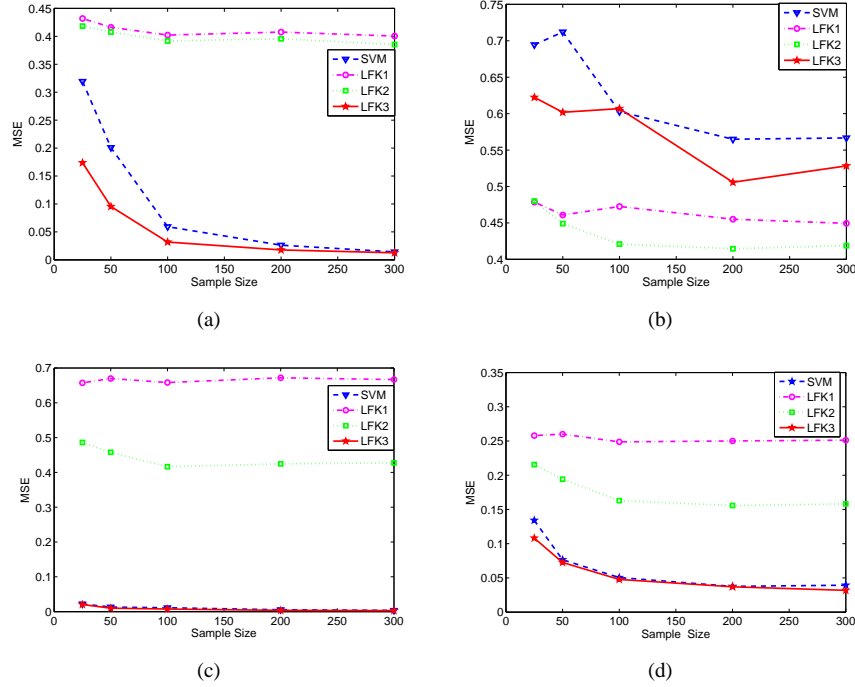 0.45
0.4
0.35
0.3
0.25
0.2
0.15
0.1
0.05
0
MSE
0 50 100 150 200 250 300
Sample Size
SVM
LFK1
LFK2
LFK3
(a)
0.75
0.7
0.65
0.6
0.55
0.5
0.45
0.4
MSE
0 50 100 150 200 250 300
Sample Size
SVM
LFK1
LFK2
LFK3
(b)
0.7
0.6
0.5
0.4
0.3
0.2
0.1
0
MSE
0 50 100 150 200 250 300
Sample Size
SVM
LFK1
LFK2
LFK3
(c)
0.35
0.3
0.25
0.2
0.15
0.1
0.05
0
MSE
0 50 100 150 200 250 300
Sample Size
SVM
LFK1
LFK2
LFK3
(d)